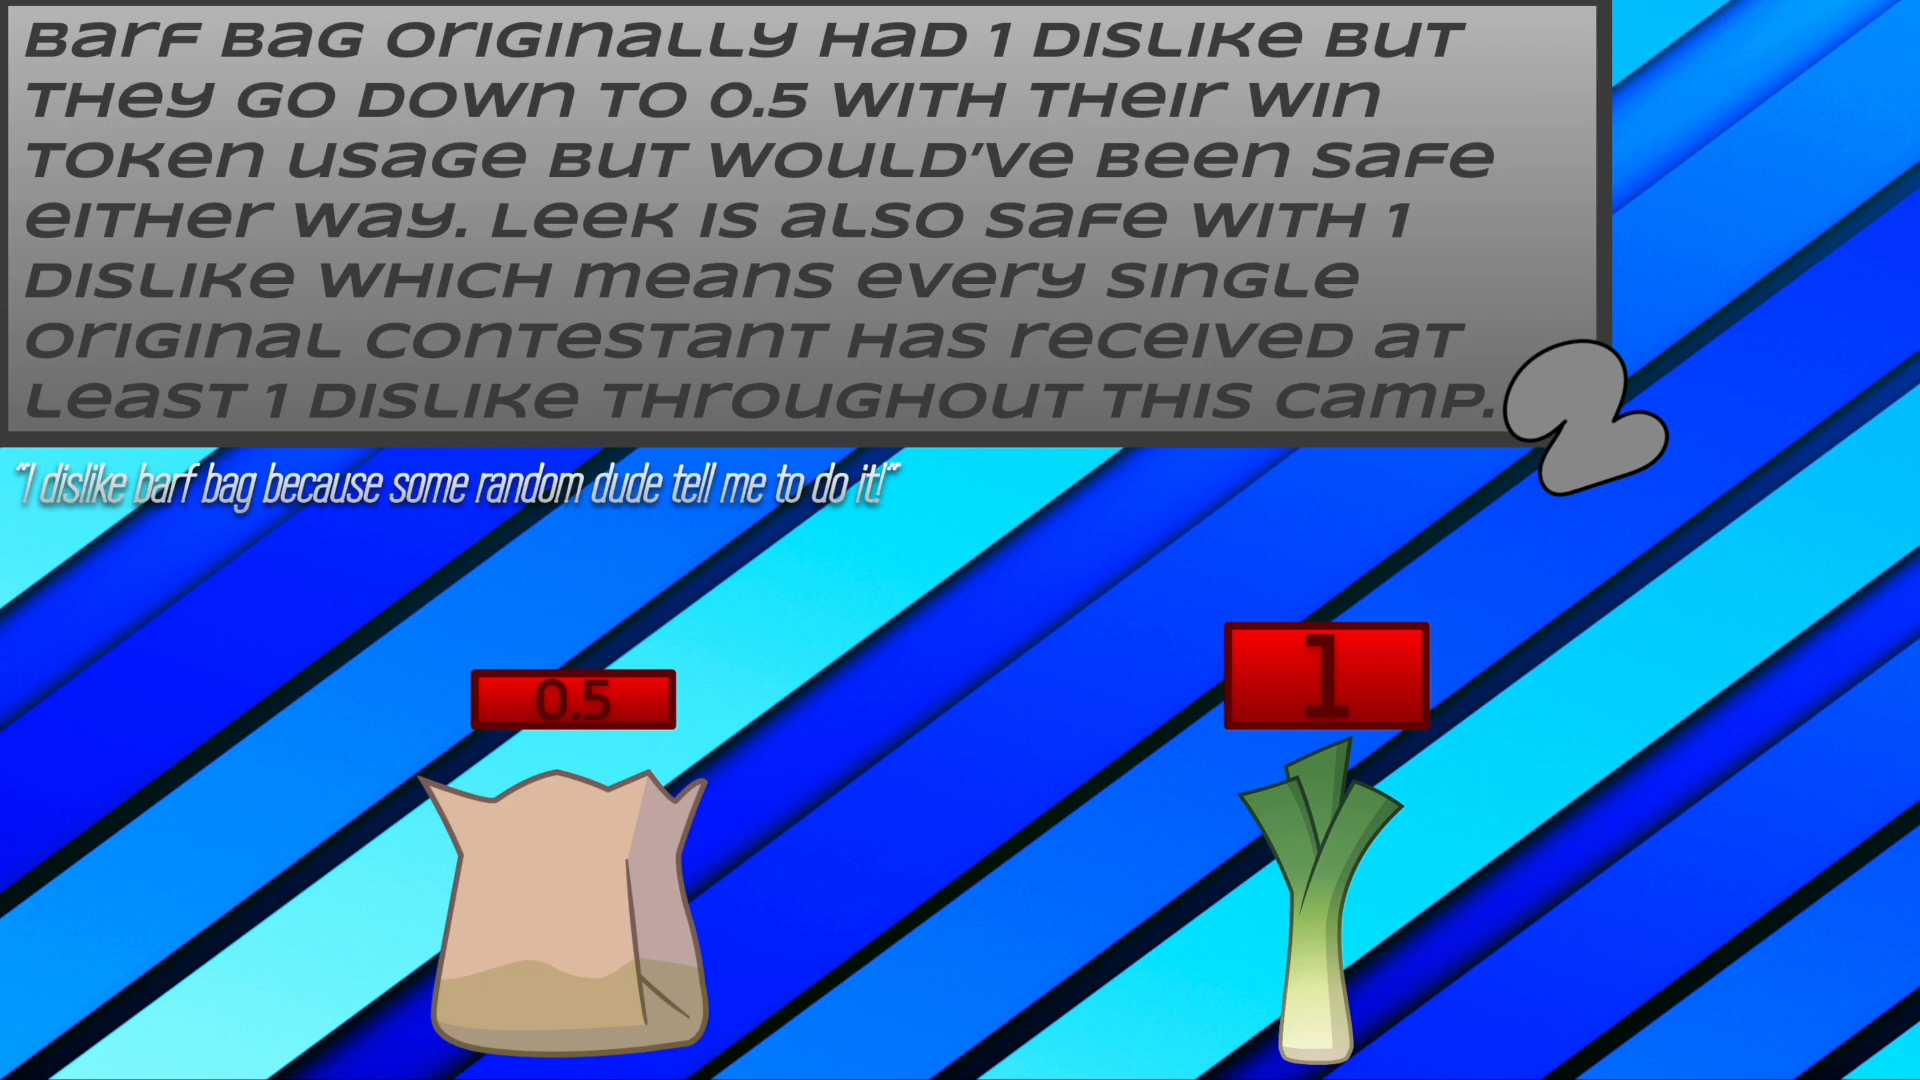 Barf Bag originally had 1 dislike but
they go down to 0.5 with their win
token usage but would've been safe
either way. Leek is also safe with 1
dislike which means every single
original contestant has received at
least 1 dislike throughout this camp.
"I dislike barf bag because some random dude tell me to do it!"
0.5
1